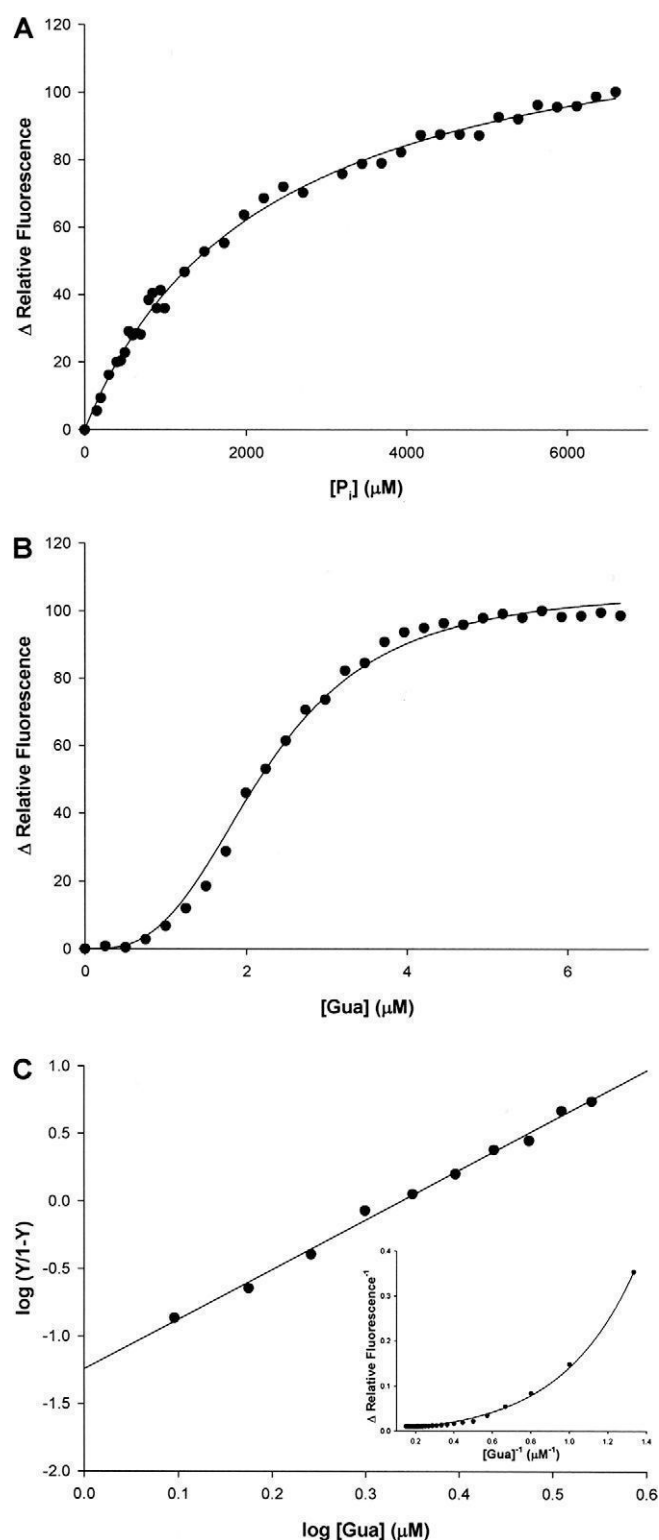 A
120
100
80
60
40
20
0
0 2000 4000 6000
[Pi] (μM)
Δ Relative Fluorescence
B
120
100
80
60
40
20
0
0 2 4 6
[Gua] (μM)
Δ Relative Fluorescence
C
1.0
0.5
0.0
-0.5
-1.0
-1.5
-2.0
0.0 0.1 0.2 0.3 0.4 0.5 0.6
log [Gua] (μM)
log (Y/1-Y)
0.4
0.3
0.2
0.1
0.0
0.2 0.4 0.6 0.8 1.0 1.2 1.4
[Gua]⁻¹ (μM⁻¹)
Δ Relative Fluorescence⁻¹